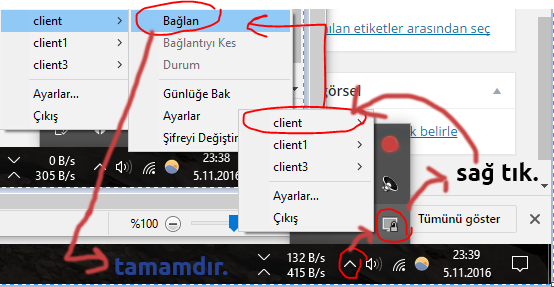 client
client1
client3
Ayarlar...
Çıkış
Bağlan
Bağlantıyı Kes
Durum
Günlüğe Bak
Ayarlar
Şifreyi Değiştir
0 B/s
305 B/s
23:38
5.11.2016
ılan etiketler arasından seç
görsel
k belirle
client
client1
client3
Ayarlar...
Çıkış
sağ tık.
Tümünü göster
%100
tamamdır.
132 B/s
415 B/s
23:39
5.11.2016